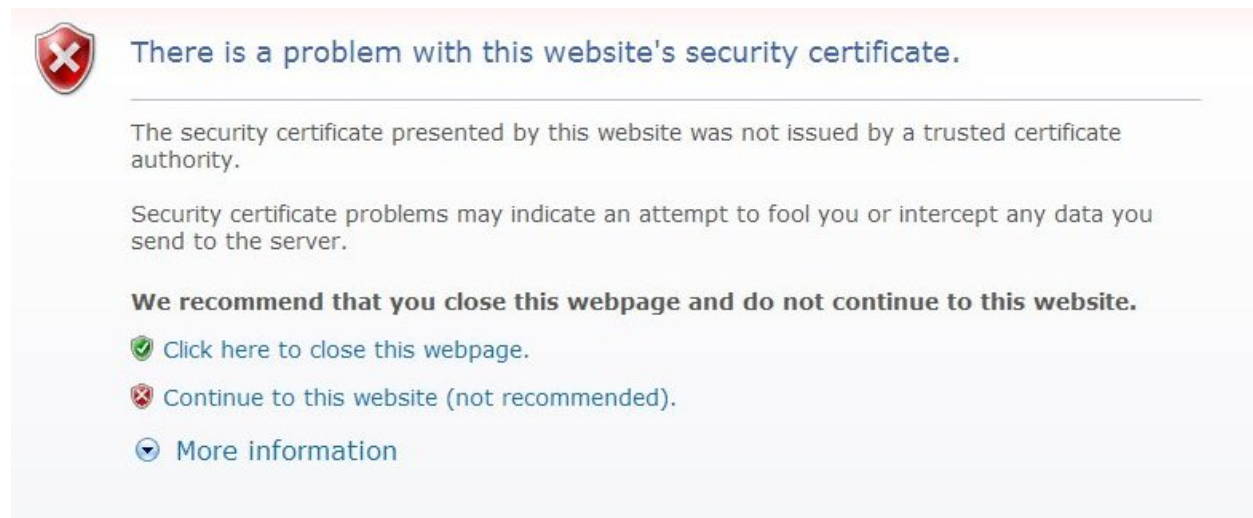 There is a problem with this website's security certificate.
The security certificate presented by this website was not issued by a trusted certificate
authority.
Security certificate problems may indicate an attempt to fool you or intercept any data you
send to the server.
We recommend that you close this webpage and do not continue to this website.
Click here to close this webpage.
Continue to this website (not recommended).
More information